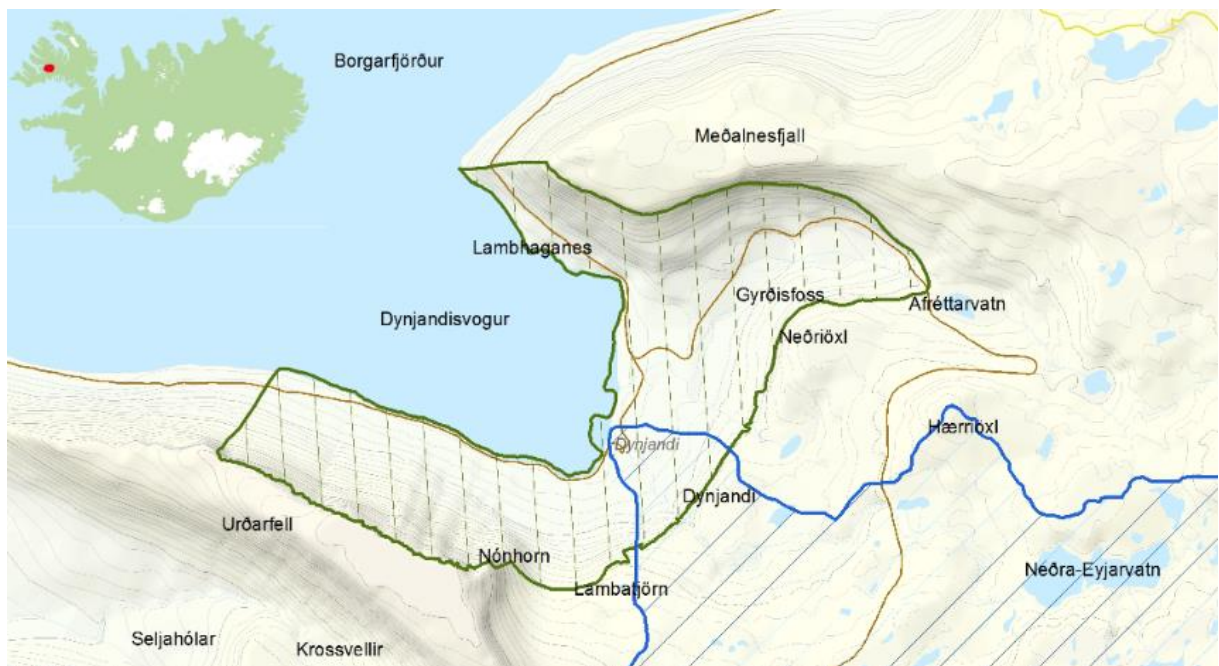 Borgarfjörður
Meðalnesfjall
Lambhaganes
Gyrðisfoss
Afréttarvatn
Dynjandisvogur
Neðriöxl
Hærriöxl
Dynjandi
Dynjandi
Urðarfell
Nónhorn
Neðra-Eyjarvatn
Lambatjörn
Seljahólar
Krossvellir